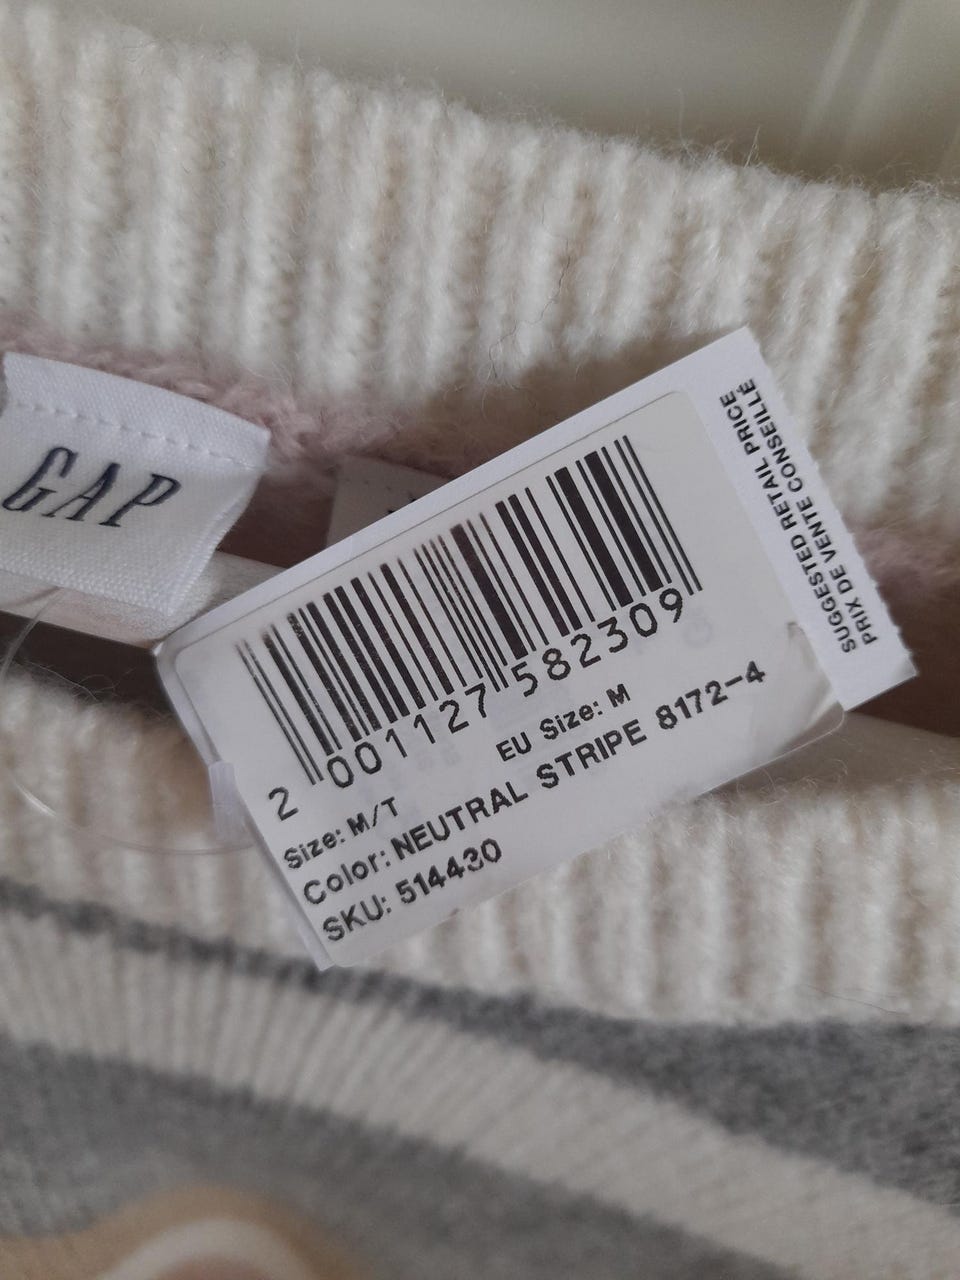 GAP
SUGGESTED RETAIL PRICE
PRIX DE VENTE CONSEILLÉ
2 001127 582309
Size: M/T EU Size: M
Color: NEUTRAL STRIPE 8172-4
SKU: 514430